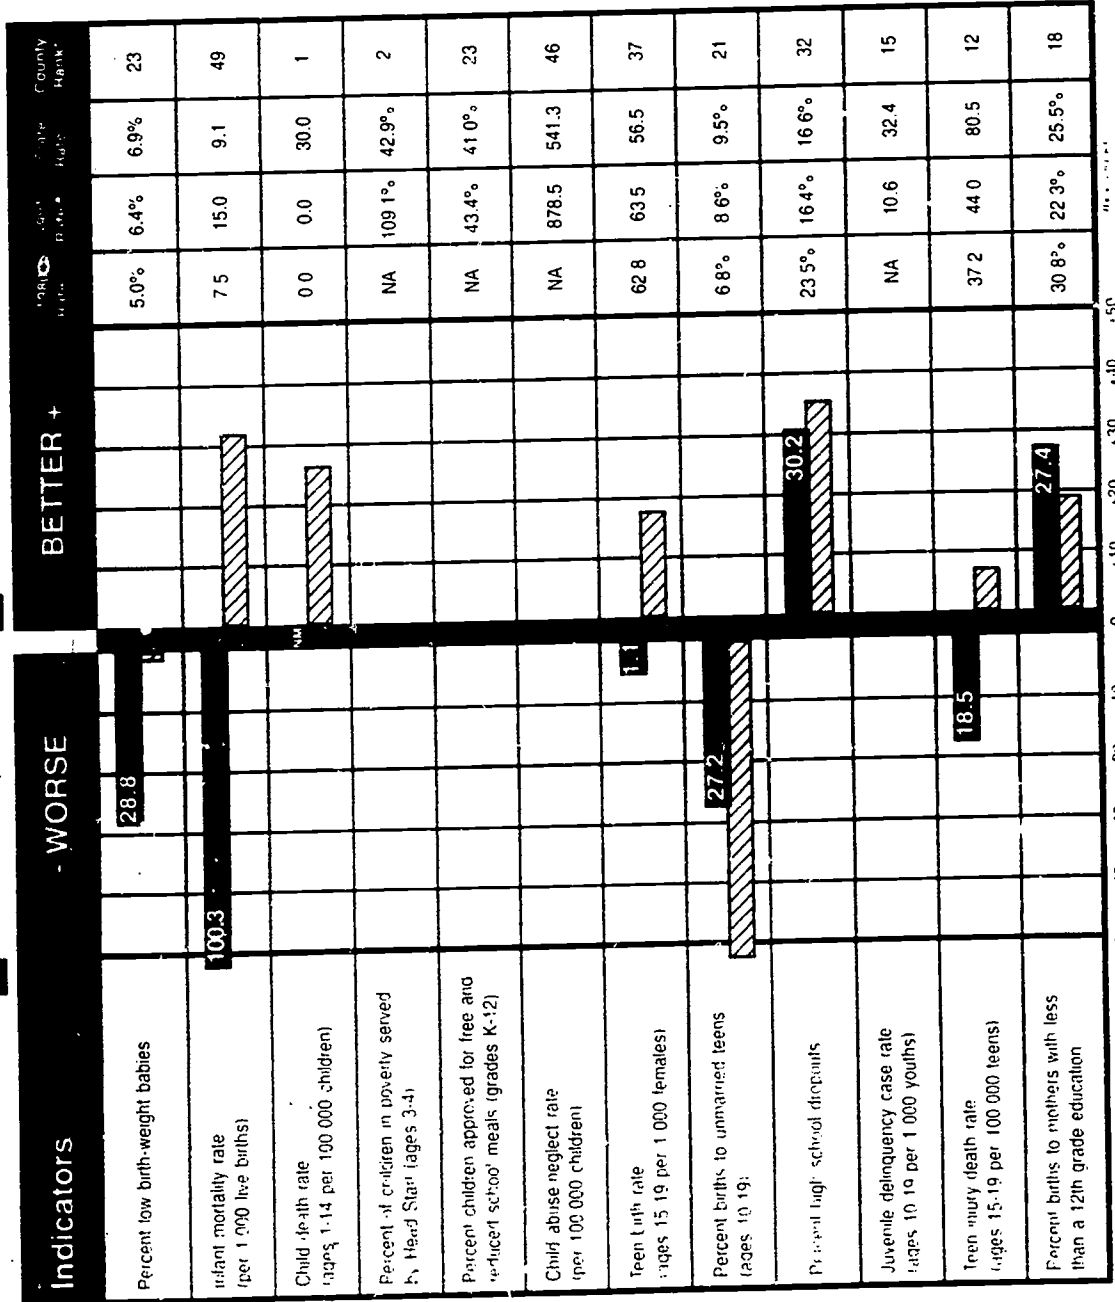 Indicators - WORSE BETTER + County Rank*
Percent low birth-weight babies 28.8 5.0% 6.4% 6.9% 23
Infant mortality rate
(per 1 000 live births) 100.3 7 5 15.0 9.1 49
Child death rate
(ages 1-14 per 100 000 children) NM 0 0 0.0 30.0 1
Percent of children in poverty served
by Head Start (ages 3-4) NA 109 1% 42.9% 2
Percent children approved for free and
reduced school meals (grades K-12) NA 43.4% 41 0% 23
Child abuse neglect rate
(per 100 000 children) NA 878.5 541.3 46
Teen birth rate
(ages 15 19 per 1 000 females) 1.1 62 8 63 5 56.5 37
Percent births to unmarried teens
(ages 10 19) 27.2 6 8% 8 6% 9.5% 21
Percent high school dropouts 30.2 23 5% 16 4% 16 6% 32
Juvenile delinquency case rate
(ages 10 19 per 1 000 youths) NA 10.6 32.4 15
Teen injury death rate
(ages 15-19 per 100 000 teens) 18.5 37 2 44 0 80.5 12
Percent births to mothers with less
than a 12th grade education 27.4 30 8% 22 3% 25.5% 18
0 +10 +20 +30 +40 +50